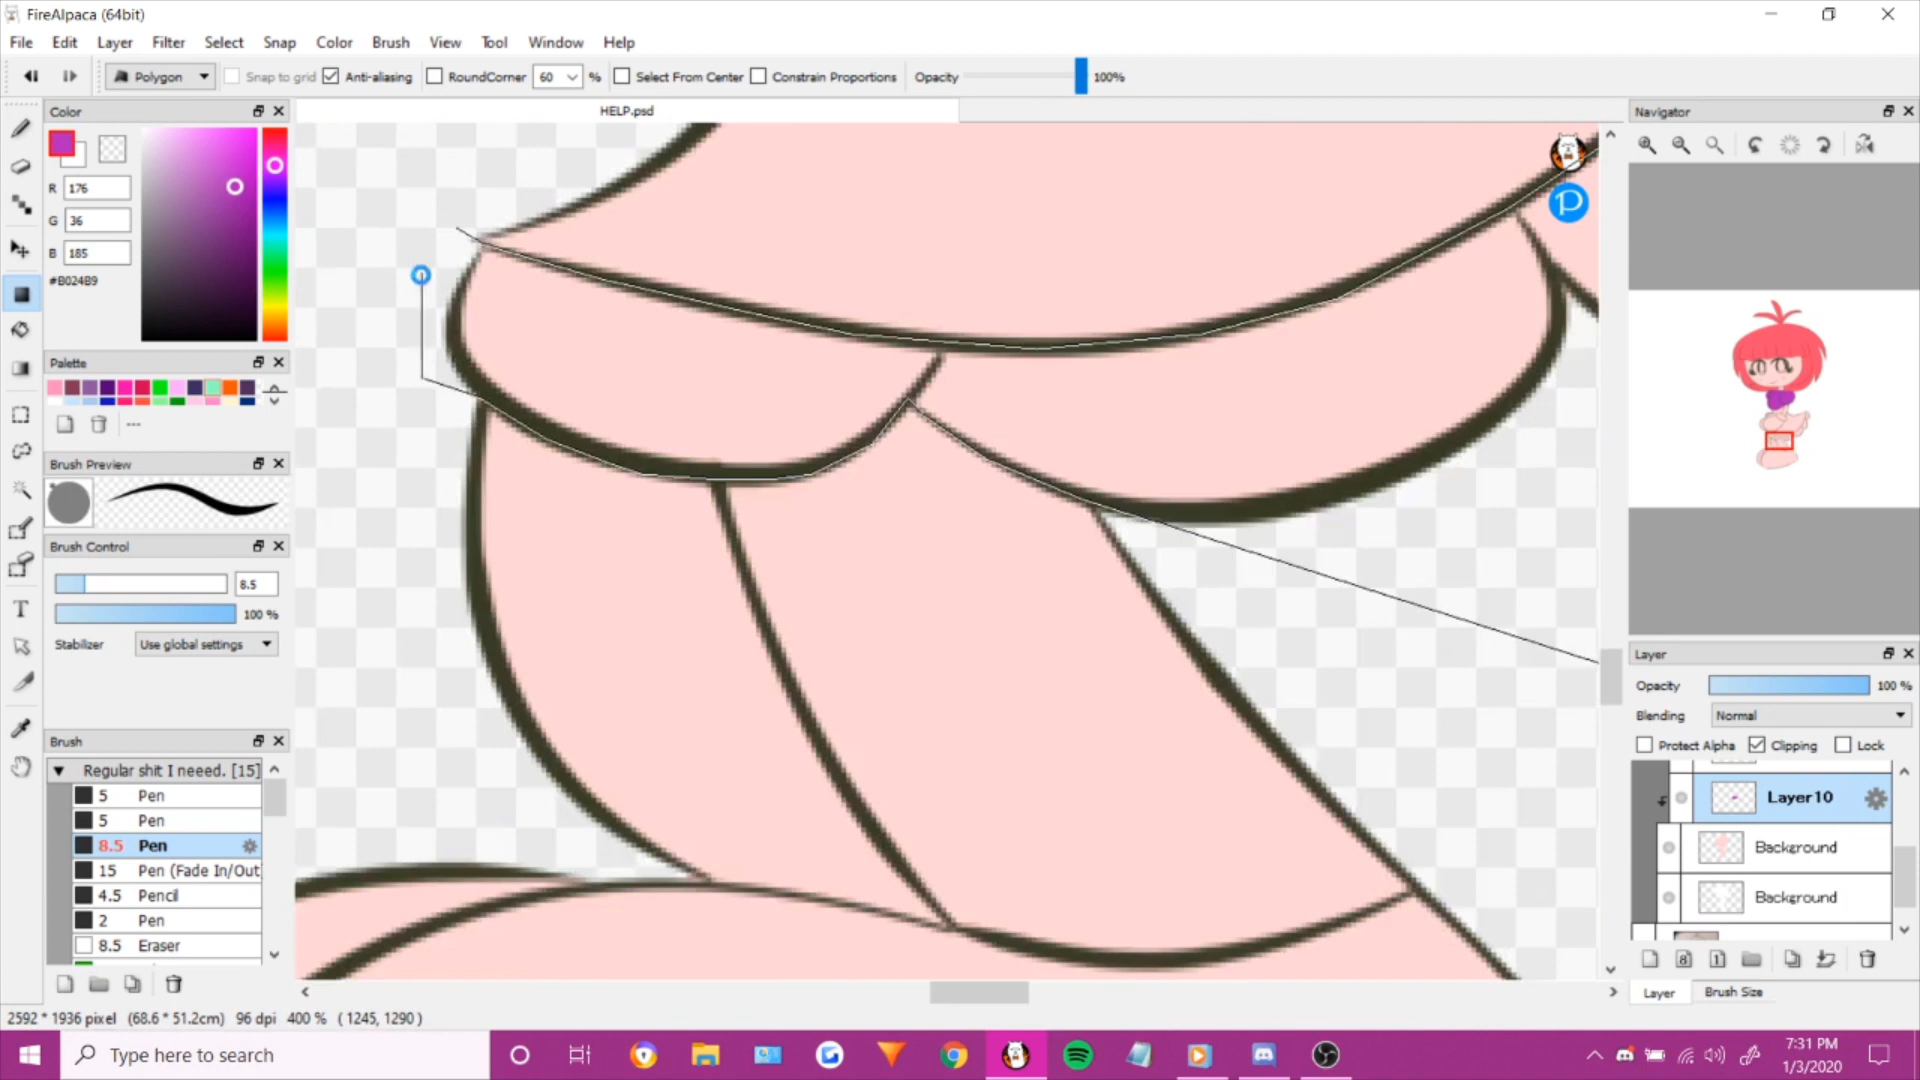 FireAlpaca (64bit)
File Edit Layer Filter Select Snap Color Brush View Tool Window Help
Polygon Snap to grid Anti-aliasing RoundCorner 60 % Select From Center Constrain Proportions Opacity 100%
Color
HELP.psd
Navigator
R 176
G 36
B 185
#B024B9
Palette
---
Brush Preview
Brush Control
8.5
100 %
Stabilizer Use global settings
T
Brush
Regular shit I neeed. [15]
5 Pen
5 Pen
8.5 Pen
15 Pen (Fade In/Out
4.5 Pencil
2 Pen
8.5 Eraser
Layer
Opacity 100 %
Blending Normal
Protect Alpha Clipping Lock
Layer10
Background
Background
8 1
Layer Brush Size
2592 * 1936 pixel (68.6 * 51.2cm) 96 dpi 400 % ( 1245, 1290 )
Type here to search
7:31 PM
1/3/2020